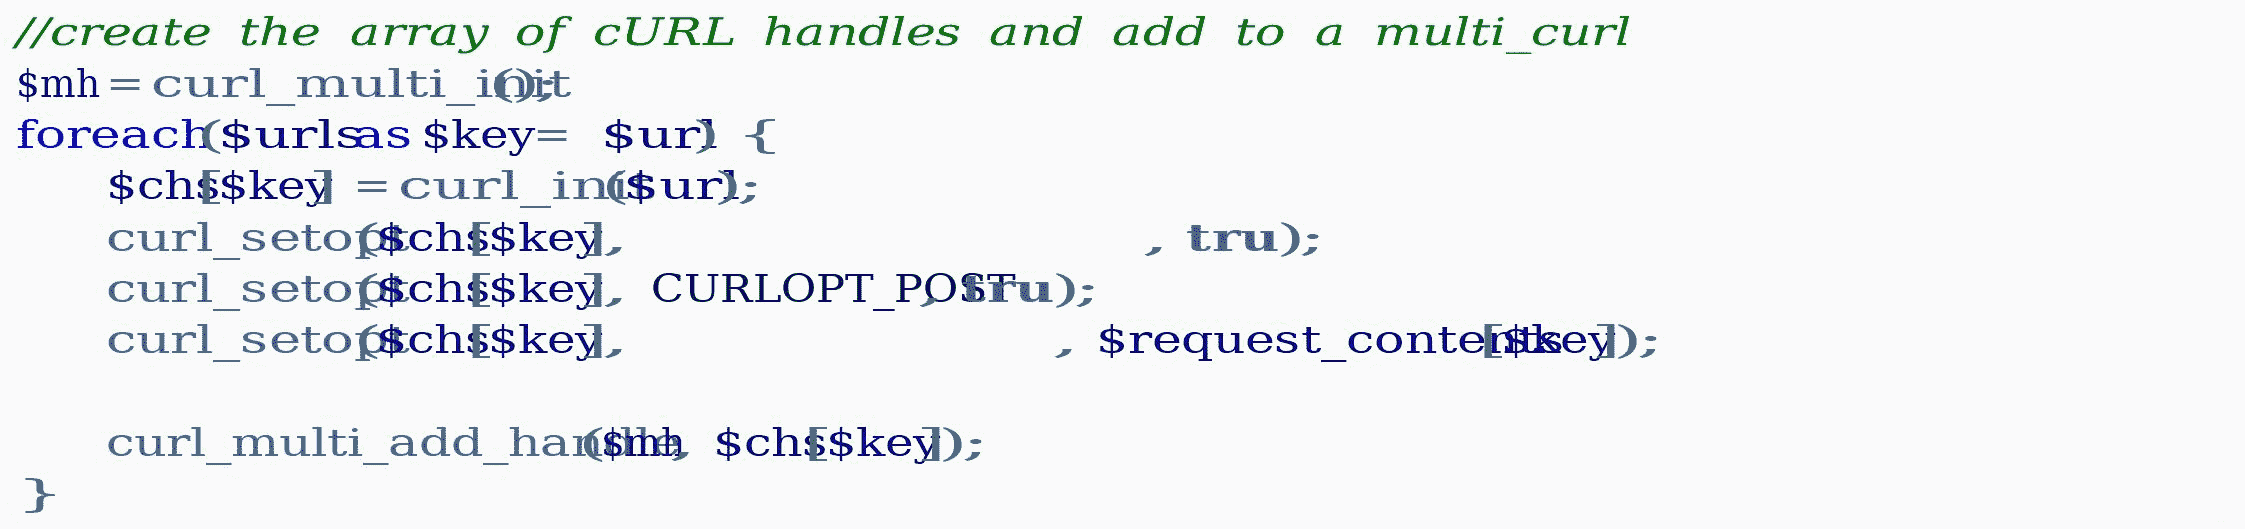 //create the array of cURL handles and add to a multi_curl
$mh = curl_multi_init();
foreach ($urls as $key = $url) {
$chs[$key] = curl_init($url);
curl_setopt($chs[$key], , tru);
curl_setopt($chs[$key], CURLOPT_POST, tru);
curl_setopt($chs[$key], , $request_contents[$key]);
curl_multi_add_handle($mh, $chs[$key]);
}